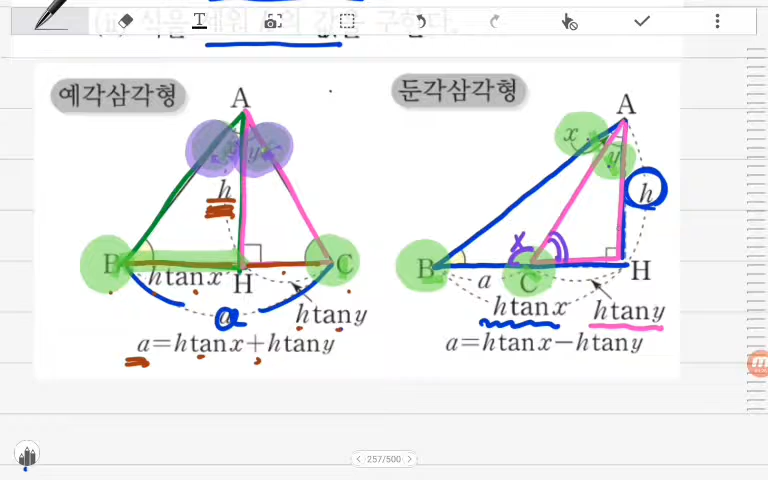 T
예각삼각형
A
x y
h
B
C
htanx
H
a
htany
a=htanx+htany
둔각삼각형
A
x
y
h
x
B
a
C
H
htanx
htany
a=htanx−htany
257/500